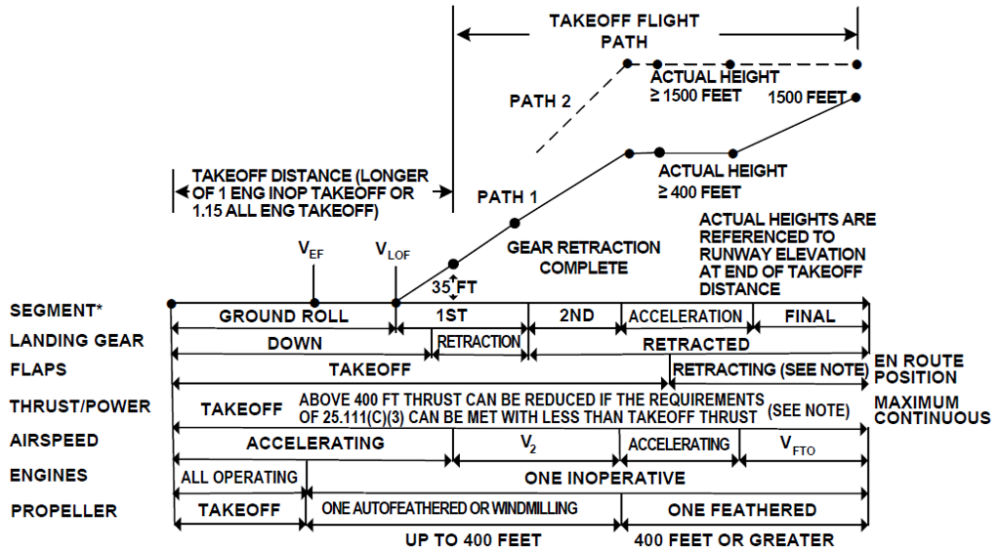 TAKEOFF FLIGHT
PATH
ACTUAL HEIGHT
≥ 1500 FEET
1500 FEET
PATH 2
TAKEOFF DISTANCE (LONGER
OF 1 ENG INOP TAKEOFF OR
1.15 ALL ENG TAKEOFF)
PATH 1
ACTUAL HEIGHT
≥ 400 FEET
V_EF
V_LOF
GEAR RETRACTION
COMPLETE
ACTUAL HEIGHTS ARE
REFERENCED TO
RUNWAY ELEVATION
AT END OF TAKEOFF
DISTANCE
35 FT
SEGMENT*
GROUND ROLL
1ST
2ND
ACCELERATION
FINAL
LANDING GEAR
DOWN
RETRACTION
RETRACTED
FLAPS
TAKEOFF
RETRACTING (SEE NOTE)
EN ROUTE
POSITION
THRUST/POWER
TAKEOFF
ABOVE 400 FT THRUST CAN BE REDUCED IF THE REQUIREMENTS
OF 25.111(C)(3) CAN BE MET WITH LESS THAN TAKEOFF THRUST
(SEE NOTE)
MAXIMUM
CONTINUOUS
AIRSPEED
ACCELERATING
V_2
ACCELERATING
V_FTO
ENGINES
ALL OPERATING
ONE INOPERATIVE
PROPELLER
TAKEOFF
ONE AUTOFEATHERED OR WINDMILLING
ONE FEATHERED
UP TO 400 FEET
400 FEET OR GREATER